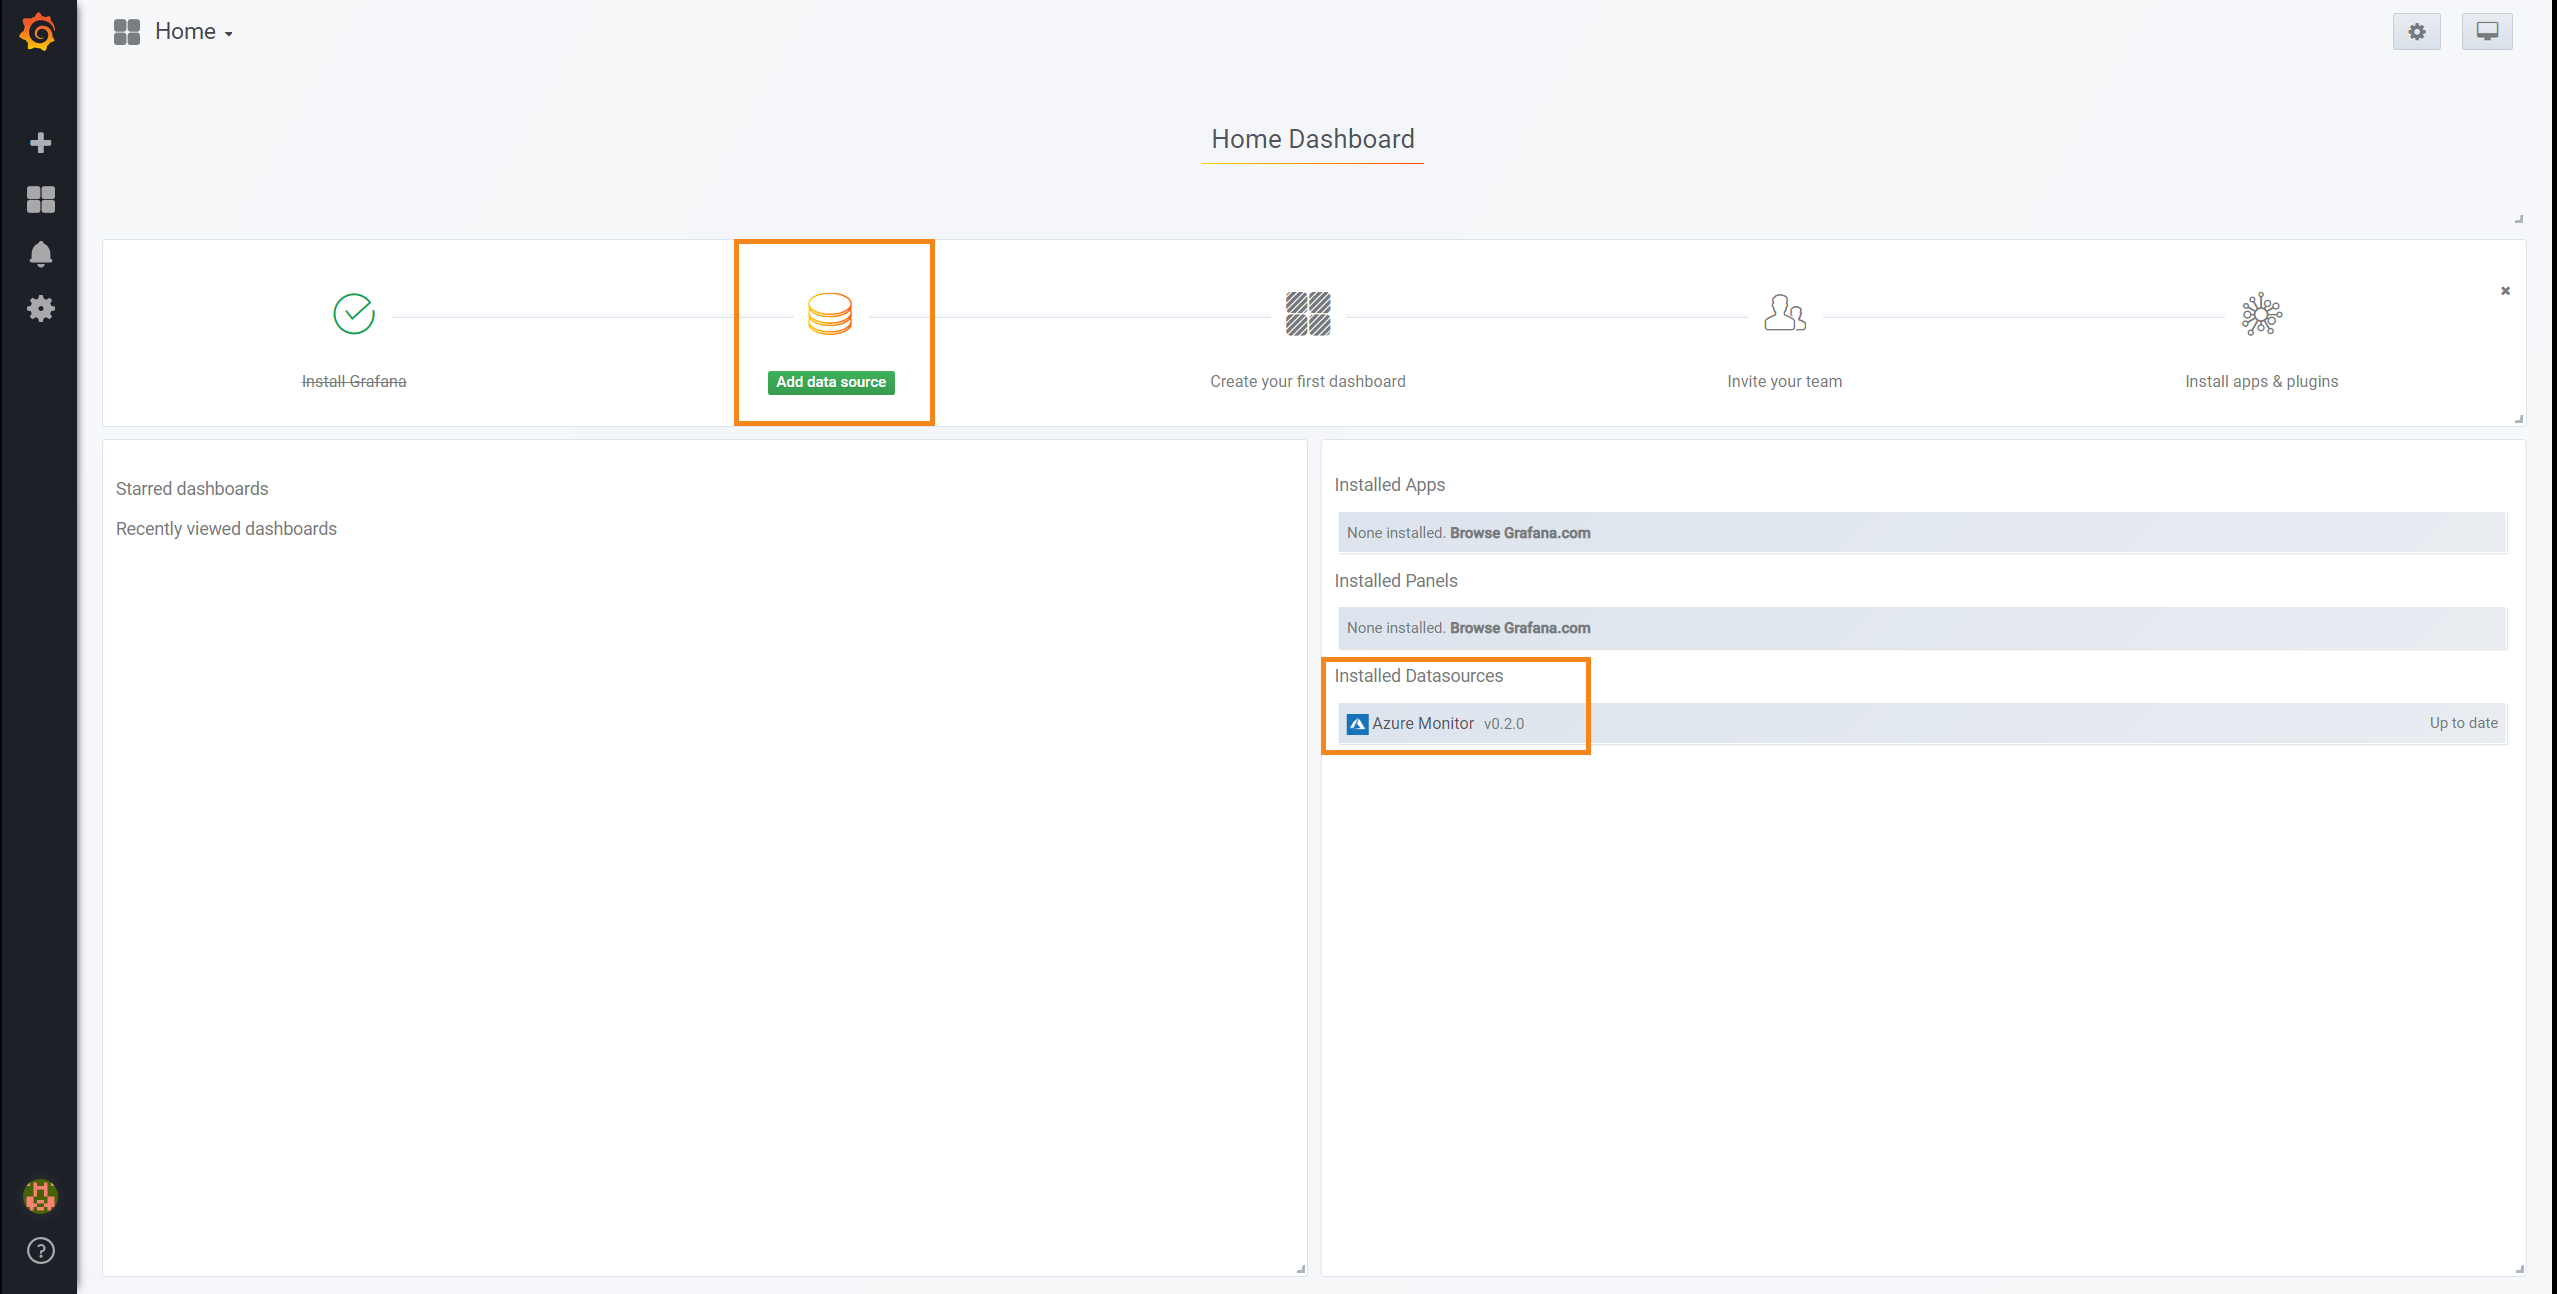 Home
Home Dashboard
Install Grafana
Add data source
Create your first dashboard
Invite your team
Install apps & plugins
Starred dashboards
Recently viewed dashboards
Installed Apps
None installed. Browse Grafana.com
Installed Panels
None installed. Browse Grafana.com
Installed Datasources
Azure Monitor v0.2.0 Up to date